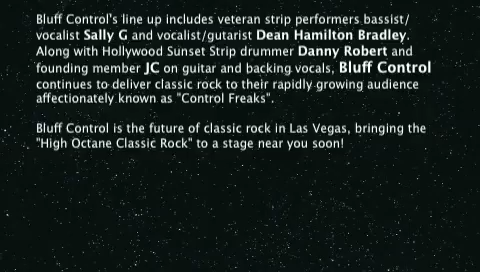 Bluff Control's line up includes veteran strip performers bassist/
vocalist Sally G and vocalist/gutarist Dean Hamilton Bradley.
Along with Hollywood Sunset Strip drummer Danny Robert and
founding member JC on guitar and backing vocals, Bluff Control
continues to deliver classic rock to their rapidly growing audience
affectionately known as "Control Freaks".
Bluff Control is the future of classic rock in Las Vegas, bringing the
"High Octane Classic Rock" to a stage near you soon!